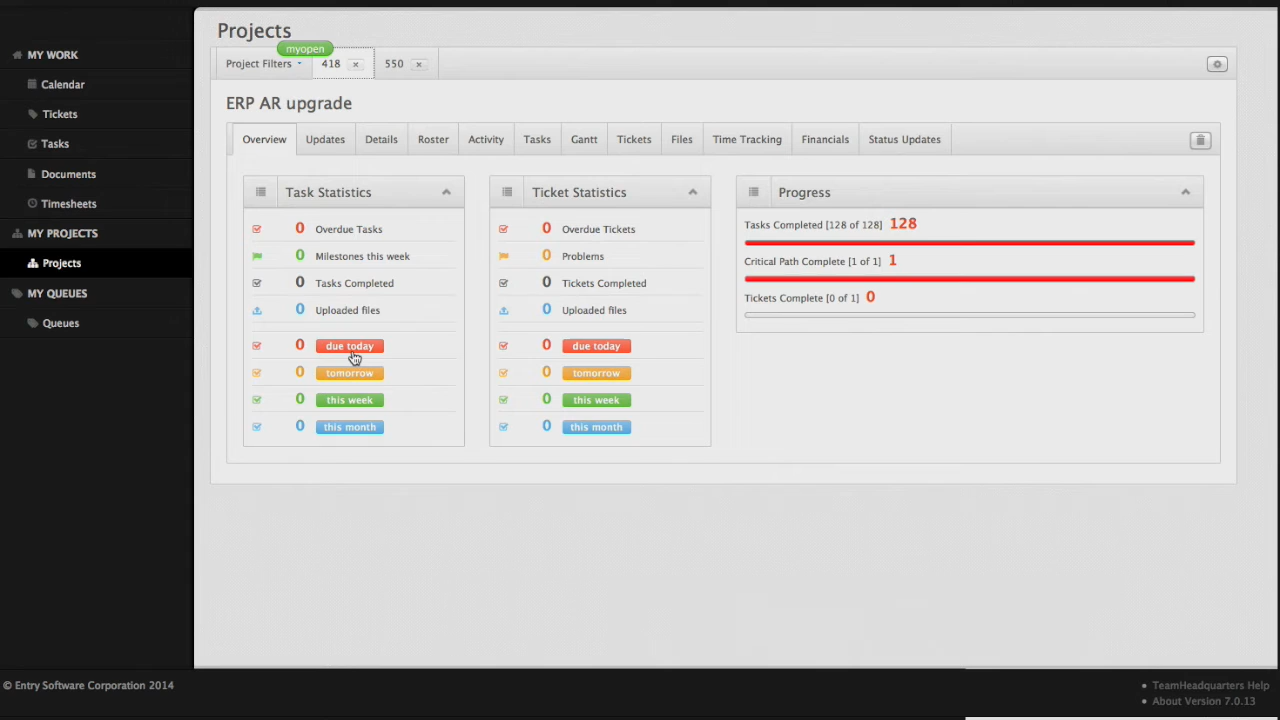 Projects
MY WORK
Calendar
Tickets
Tasks
Documents
Timesheets
MY PROJECTS
Projects
MY QUEUES
Queues
myopen
Project Filters
418
550
ERP AR upgrade
Overview Updates Details Roster Activity Tasks Gantt Tickets Files Time Tracking Financials Status Updates
Task Statistics
0 Overdue Tasks
0 Milestones this week
0 Tasks Completed
0 Uploaded files
0 due today
0 tomorrow
0 this week
0 this month
Ticket Statistics
0 Overdue Tickets
0 Problems
0 Tickets Completed
0 Uploaded files
0 due today
0 tomorrow
0 this week
0 this month
Progress
Tasks Completed [128 of 128] 128
Critical Path Complete [1 of 1] 1
Tickets Complete [0 of 1] 0
© Entry Software Corporation 2014
TeamHeadquarters Help
About Version 7.0.13